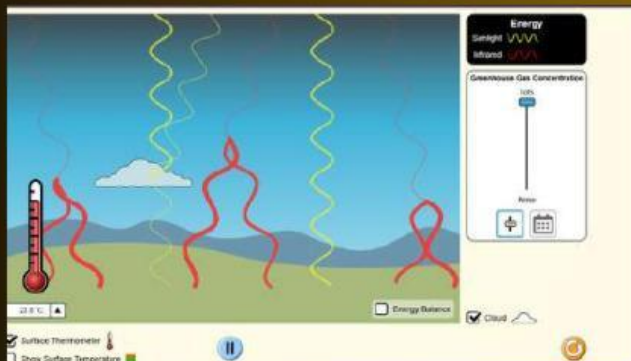 Energy
Sunlight
Infrared
Greenhouse Gas Concentration
lots
None
Energy Balance
Cloud
Surface Thermometer
Show Surface Temperature